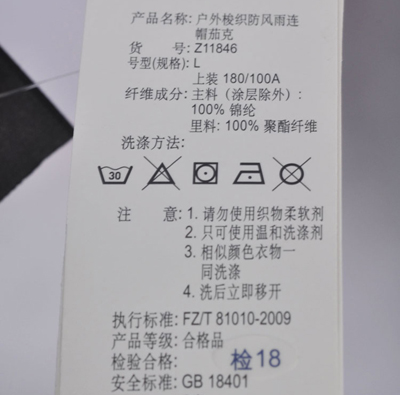 产品名称: 户外梭织防风雨连
帽茄克
货 号: Z11846
号型(规格): L
上装 180/100A
纤维成分: 主料 (涂层除外):
100% 锦纶
里料: 100% 聚酯纤维
洗涤方法:
30
注 意: 1. 请勿使用织物柔软剂
2. 只可使用温和洗涤剂
3. 相似颜色衣物一
同洗涤
4. 洗后立即移开
执行标准: FZ/T 81010-2009
产品等级: 合格品
检验合格: 检18
安全标准: GB 18401